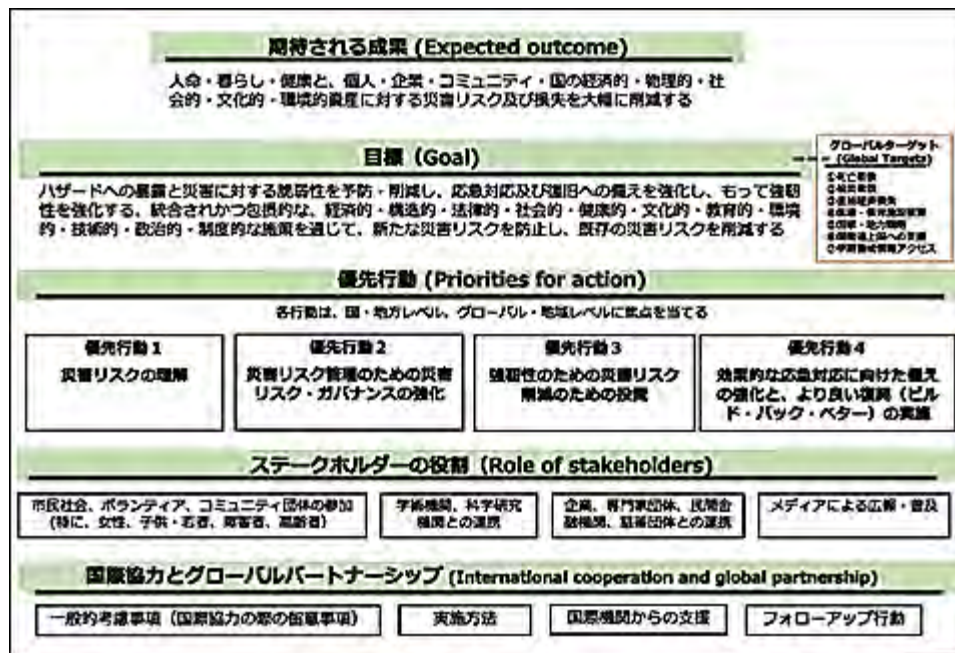 期待される成果 (Expected outcome)
人命・暮らし・健康と、個人・企業・コミュニティ・国の経済的・物理的・社
会的・文化的・環境的資産に対する災害リスク及び損失を大幅に削減する
目標 (Goal)
ハザードへの暴露と災害に対する脆弱性を予防・削減し、応急対応及び復旧への備えを強化し、もって強靭
性を強化する、統合されかつ包摂的な、経済的・構造的・法律的・社会的・健康的・文化的・教育的・環境
的・技術的・政治的・制度的な施策を通じて、新たな災害リスクを防止し、既存の災害リスクを削減する
グローバルターゲット
(Global Targets)
①死亡者数
優先行動 (Priorities for action)
各行動は、国・地方レベル、グローバル・地域レベルに焦点を当てる
優先行動1
災害リスクの理解
優先行動2
災害リスク管理のための災害
リスク・ガバナンスの強化
優先行動3
強靭性のための災害リスク
削減のための投資
優先行動4
効果的な応急対応に向けた備え
の強化と、より良い復興（ビル
ド・バック・ベター）の実施
ステークホルダーの役割 (Role of stakeholders)
市民社会、ボランティア、コミュニティ団体の参加
(特に、女性、子供・若者、障害者、高齢者)
学術機関、科学研究
機関との連携
企業、専門家団体、民間金
融機関、慈善団体との連携
メディアによる広報・普及
国際協力とグローバルパートナーシップ (International cooperation and global partnership)
一般的考慮事項（国際協力の際の留意事項）
実施方法
国際機関からの支援
フォローアップ行動